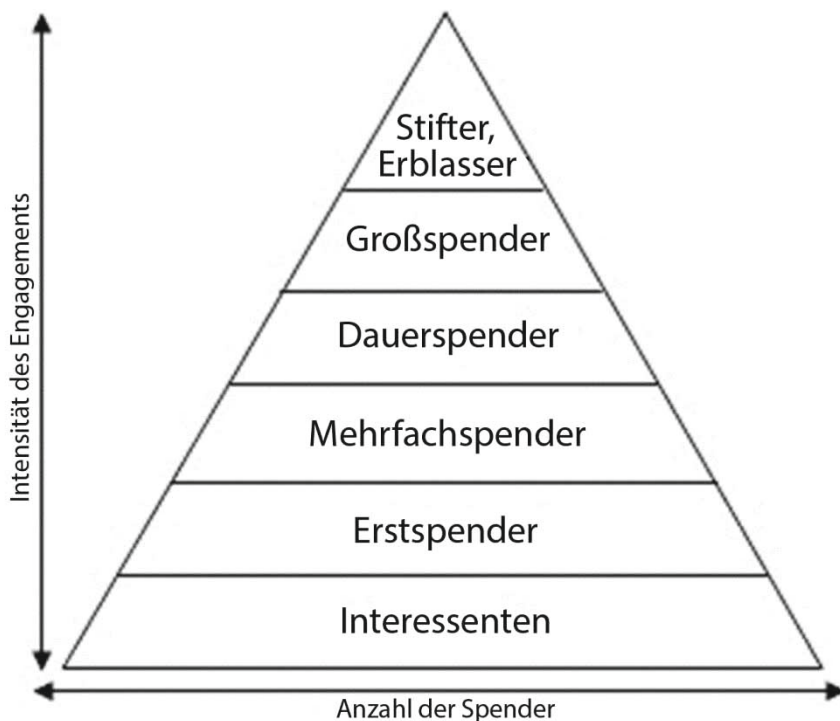 Stifter,
Erblasser
Großspender
Dauerspender
Mehrfachspender
Erstspender
Interessenten
Intensität des Engagements
Anzahl der Spender